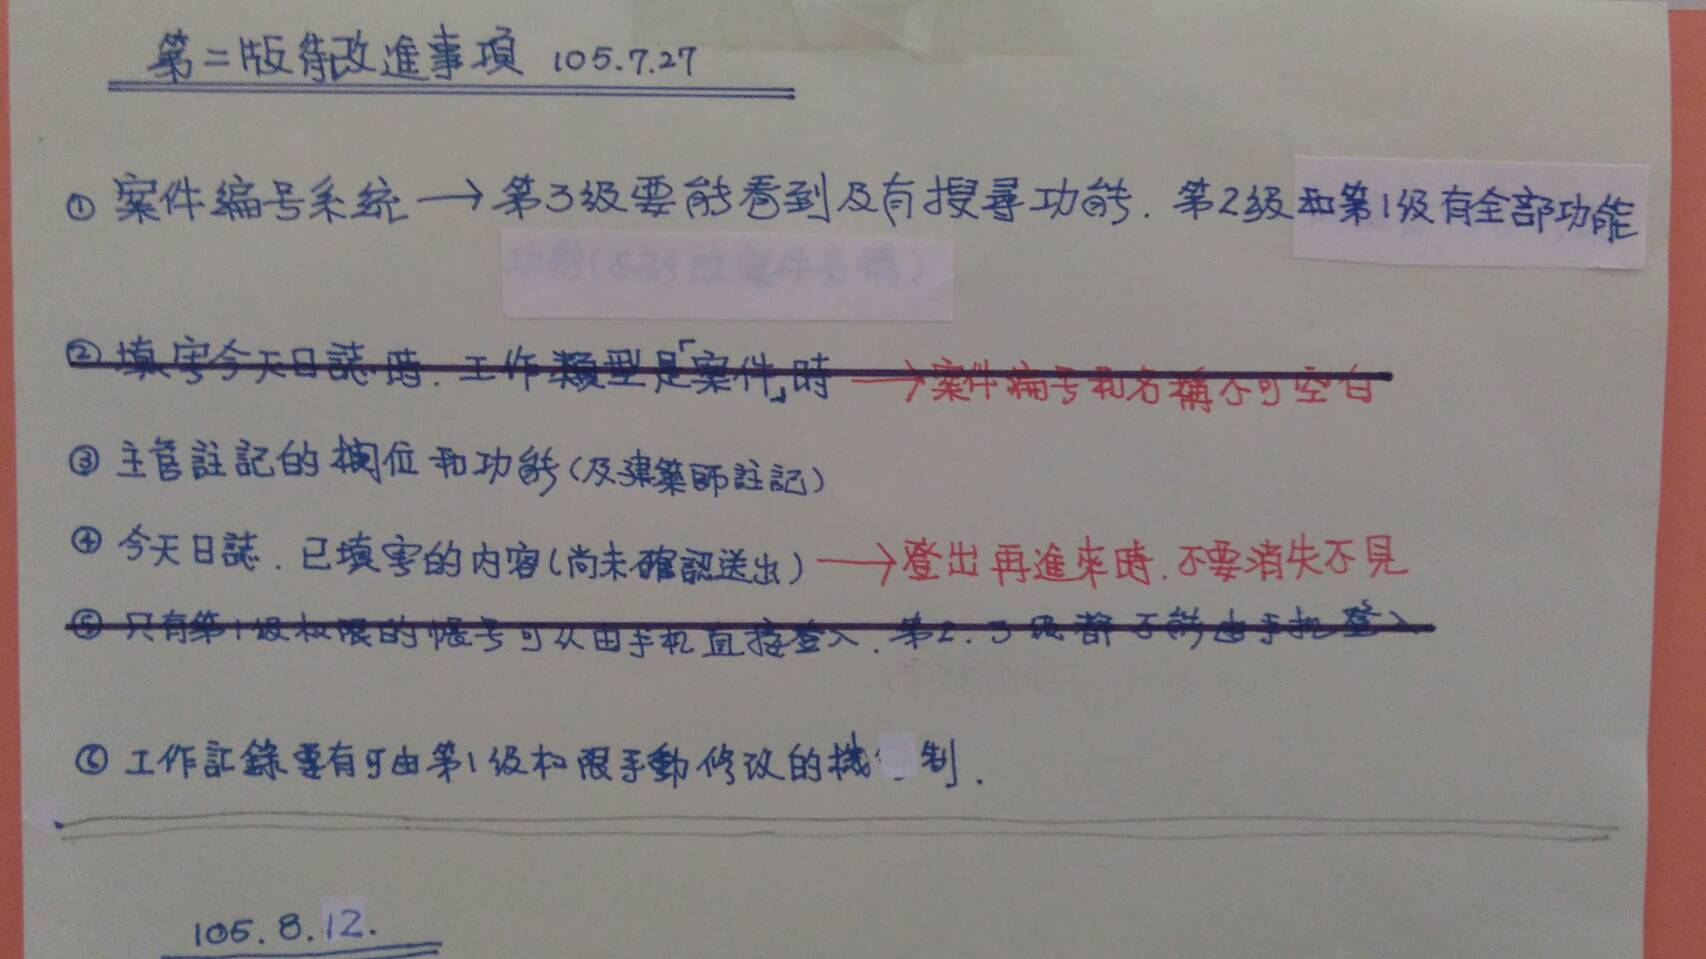 第二版待改進事項 105.7.27
① 案件編号系統 → 第3級要能看到及有搜尋功能. 第2級和第1級有全部功能
功能(不能改案件名稱)
② 填寫今天日誌時. 工作類型是「案件」時 → 案件編号和名稱不可空白
③ 主管註記的欄位和功能(及建築師註記)
④ 今天日誌. 已填寫的内容(尚未確認送出) → 登出再進來時. 不要消失不見
⑤ 只有第1級权限的帳号可以由手机直接登入. 第2. 3級都不能由手机登入
⑥ 工作記錄要有可由第1級权限手動修改的機制.
105.8.12.